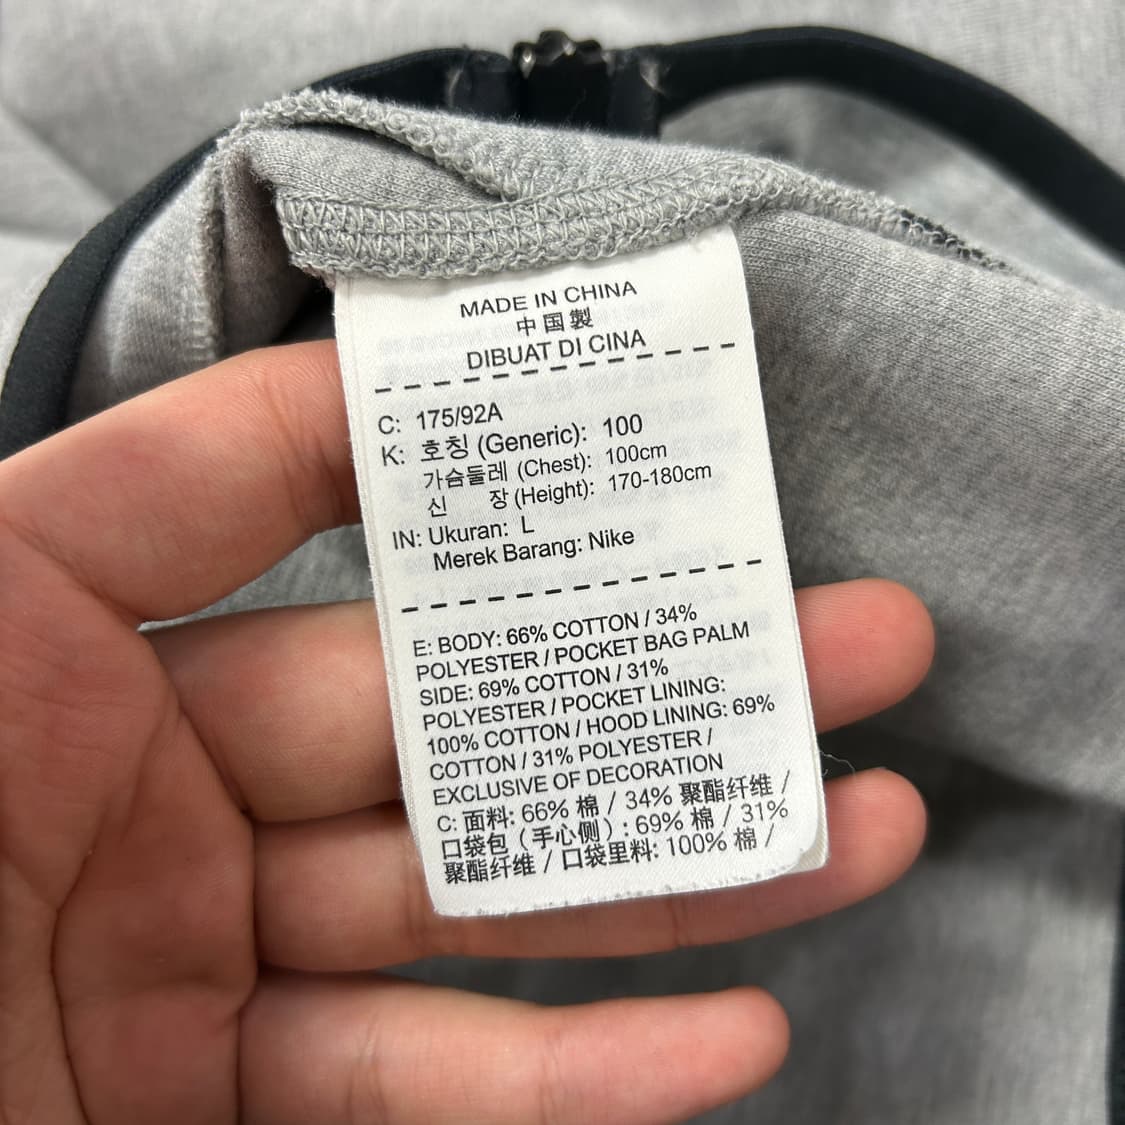 MADE IN CHINA
中国製
DIBUAT DI CINA
C: 175/92A
K: 호칭 (Generic): 100
가슴둘레 (Chest): 100cm
신 장 (Height): 170-180cm
IN: Ukuran: L
Merek Barang: Nike
E: BODY: 66% COTTON / 34%
POLYESTER / POCKET BAG PALM
SIDE: 69% COTTON / 31%
POLYESTER / POCKET LINING:
100% COTTON / HOOD LINING: 69%
COTTON / 31% POLYESTER /
EXCLUSIVE OF DECORATION
C: 面料: 66% 棉 / 34% 聚酯纤维 /
口袋包（手心侧）: 69% 棉 / 31%
聚酯纤维 / 口袋里料: 100% 棉 /